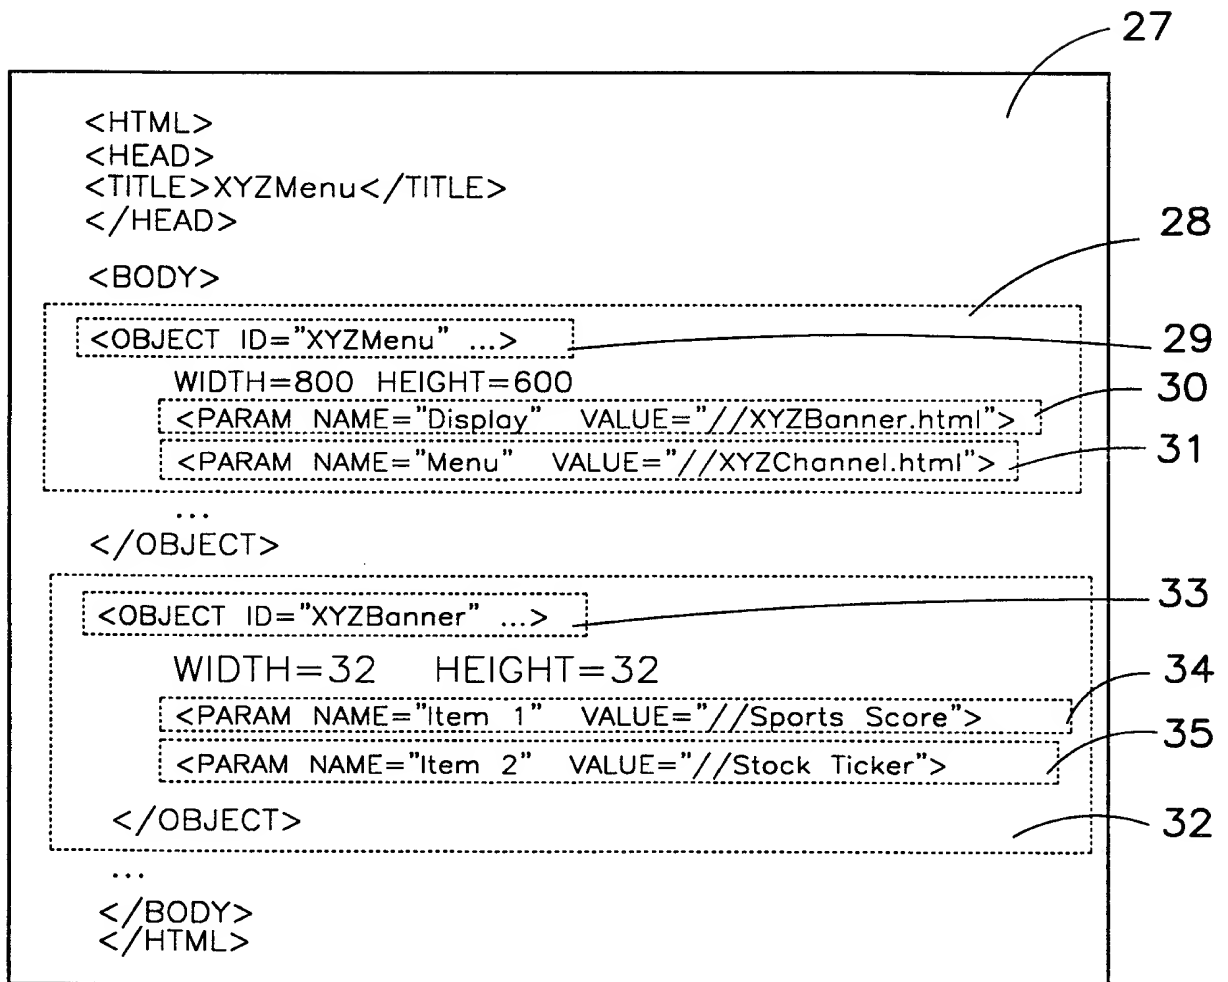 27
<HTML>
<HEAD>
<TITLE>XYZMenu</TITLE>
</HEAD>
28
<BODY>
<OBJECT ID="XYZMenu" ...>
29
WIDTH=800 HEIGHT=600
30
<PARAM NAME="Display" VALUE="//XYZBanner.html">
31
<PARAM NAME="Menu" VALUE="//XYZChannel.html">
...
</OBJECT>
33
<OBJECT ID="XYZBanner" ...>
WIDTH=32 HEIGHT=32
34
<PARAM NAME="Item 1" VALUE="//Sports Score">
35
<PARAM NAME="Item 2" VALUE="//Stock Ticker">
</OBJECT>
32
...
</BODY>
</HTML>